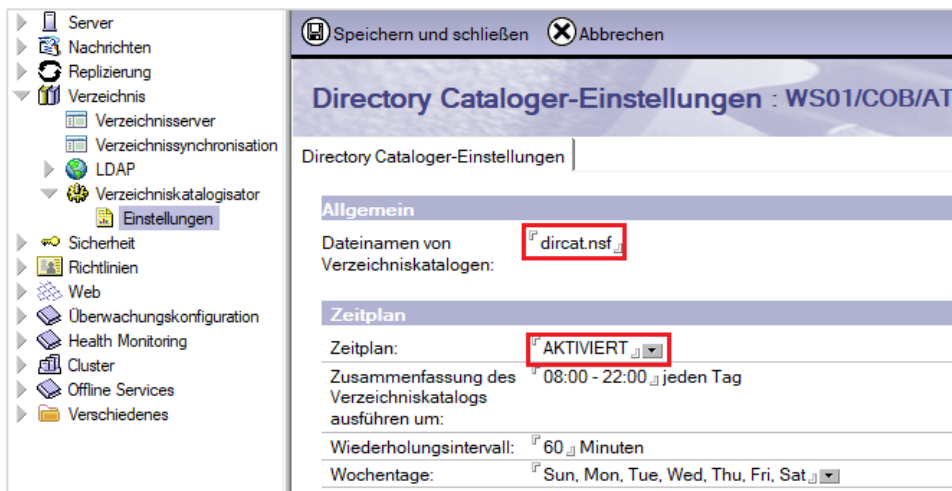 Server
Nachrichten
Replizierung
Verzeichnis
Verzeichnisserver
Verzeichnissynchronisation
LDAP
Verzeichniskatalogisator
Einstellungen
Sicherheit
Richtlinien
Web
Überwachungskonfiguration
Health Monitoring
Cluster
Offline Services
Verschiedenes
Speichern und schließen Abbrechen
Directory Cataloger-Einstellungen : WS01/COB/AT
Directory Cataloger-Einstellungen
Allgemein
Dateinamen von dircat.nsf
Verzeichniskatalogen:
Zeitplan
Zeitplan: AKTIVIERT
Zusammenfassung des 08:00 - 22:00 jeden Tag
Verzeichniskatalogs
ausführen um:
Wiederholungsintervall: 60 Minuten
Wochentage: Sun, Mon, Tue, Wed, Thu, Fri, Sat